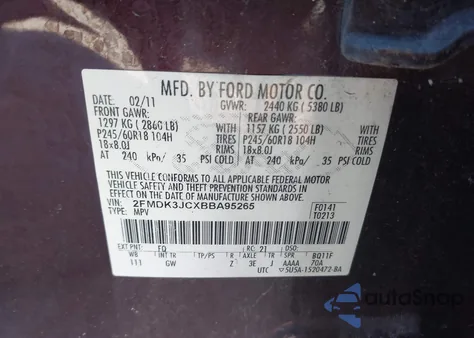 MFD. BY FORD MOTOR CO.
DATE: 02/11 GVWR: 2440 KG (5380 LB)
FRONT GAWR: REAR GAWR:
1297 KG (2860 LB) 1157 KG (2550 LB)
P245/60R18 104H TIRES P245/60R18 104H TIRES
18x8.0J RIMS 18x8.0J RIMS
AT 240 kPa/ 35 PSI COLD AT 240 kPa/ 35 PSI COLD
THIS VEHICLE CONFORMS TO ALL APPLICABLE FEDERAL MOTOR VEHICLE SAFETY AND THEFT PREVENTION STANDARDS IN
EFFECT ON THE DATE OF MANUFACTURE SHOWN ABOVE.
VIN: 2FMDK3JCXBBA95265 F0141
TYPE: MPV T0213
EXT PNT: FQ RC: 21 DSO:
WB INT TR TP/PS R AXLE TR SPR BQ11F
111 GW Z 3E J AAAA 70A
UTC 5U5A-1520472-BA
AutoSnap